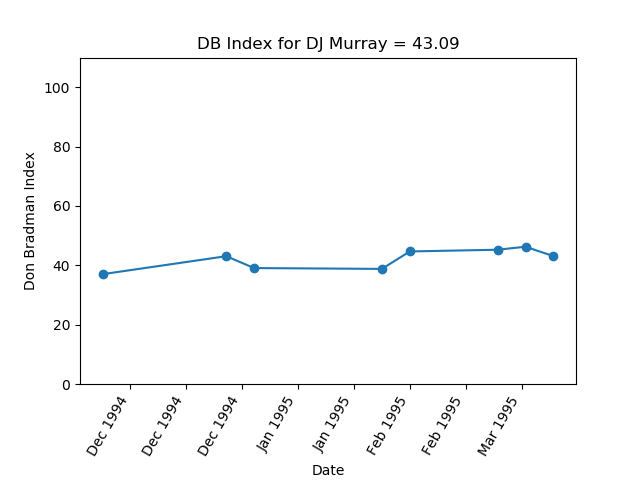 DB Index for DJ Murray = 43.09
100
80
60
40
20
0
Don Bradman Index
Dec 1994
Dec 1994
Dec 1994
Jan 1995
Jan 1995
Feb 1995
Feb 1995
Mar 1995
Date